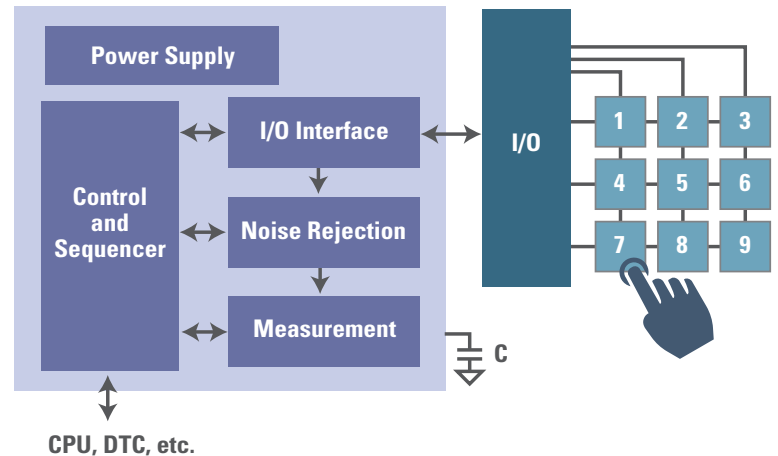 Power Supply
Control
and
Sequencer
I/O Interface
Noise Rejection
Measurement
C
CPU, DTC, etc.
I/O
1 2 3
4 5 6
7 8 9